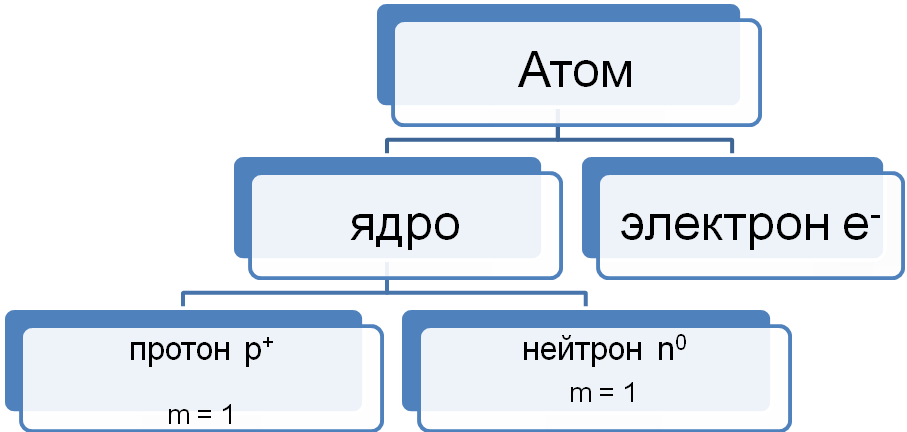 Атом
ядро
электрон е⁻
протон p⁺
m = 1
нейтрон n⁰
m = 1